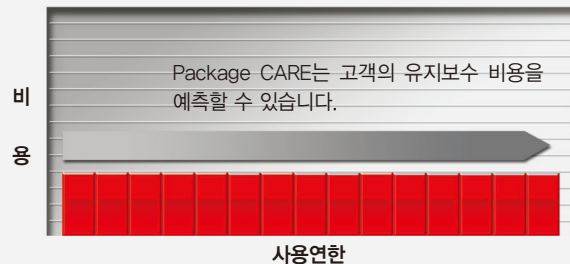 Package CARE는 고객의 유지보수 비용을
예측할 수 있습니다.
비
용
사용연한